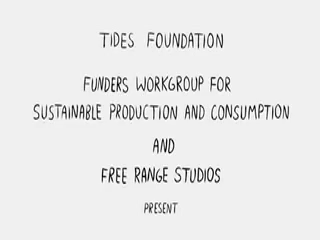 TIDES FOUNDATION
FUNDERS WORKGROUP FOR
SUSTAINABLE PRODUCTION AND CONSUMPTION
AND
FREE RANGE STUDIOS
PRESENT